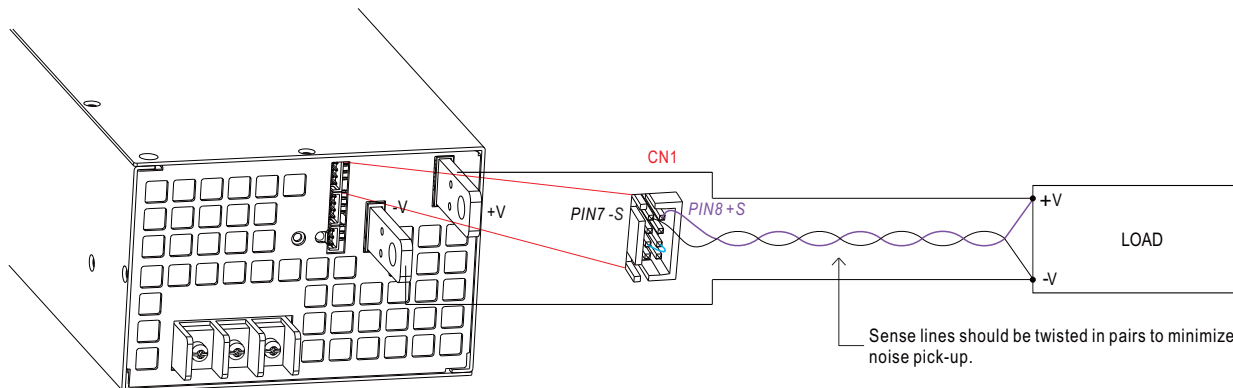 CN1
-V
+V
PIN7 -S
PIN8 +S
+V
LOAD
-V
Sense lines should be twisted in pairs to minimize
noise pick-up.